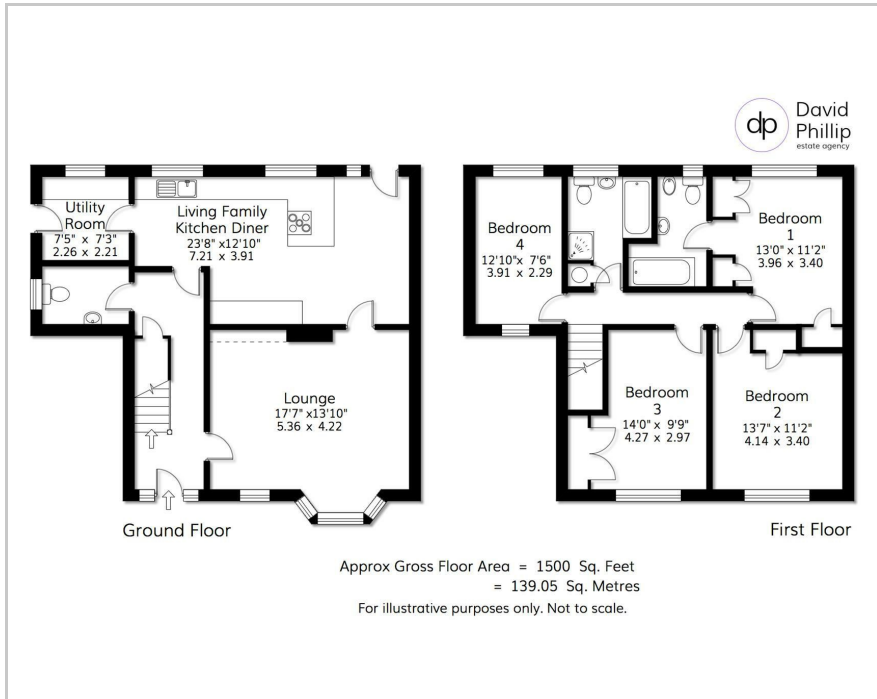 dp
David
Phillip
estate agency
Utility
Room
7'5" x 7'3"
2.26 x 2.21
Living Family
Kitchen Diner
23'8" x12'10"
7.21 x 3.91
Lounge
17'7" x13'10"
5.36 x 4.22
Ground Floor
Bedroom
4
12'10"x 7'6"
3.91 x 2.29
Bedroom
1
13'0" x 11'2"
3.96 x 3.40
Bedroom
3
14'0" x 9'9"
4.27 x 2.97
Bedroom
2
13'7" x 11'2"
4.14 x 3.40
First Floor
Approx Gross Floor Area = 1500 Sq. Feet
= 139.05 Sq. Metres
For illustrative purposes only. Not to scale.